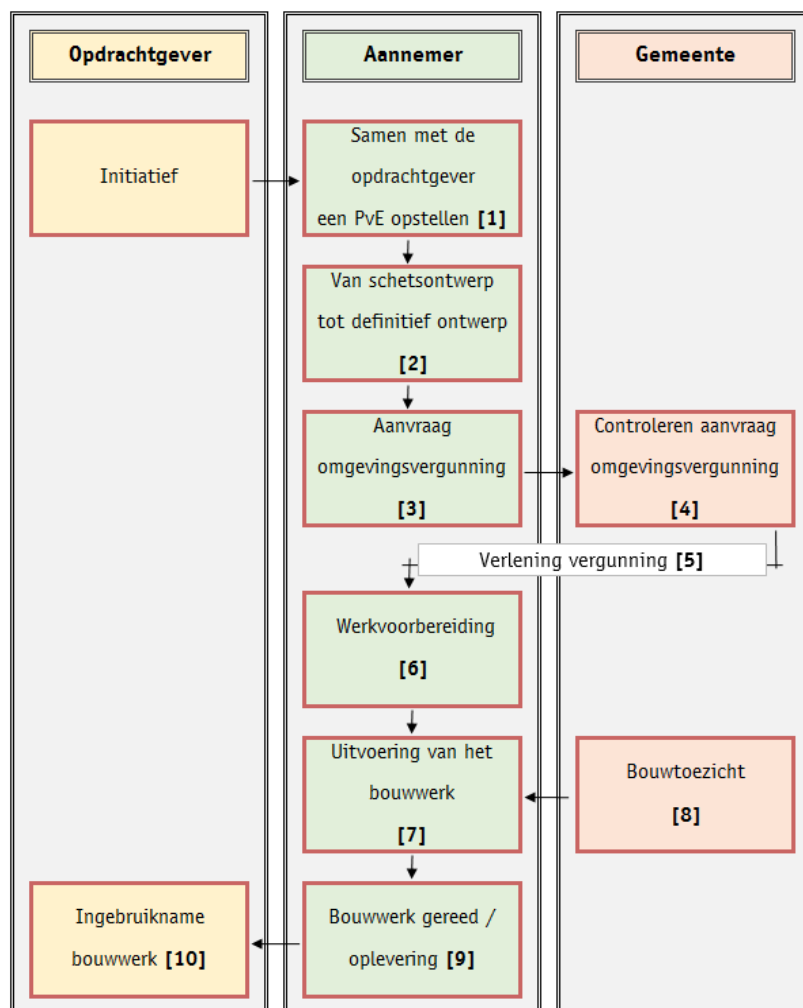 Opdrachtgever
Aannemer
Gemeente
Initiatief
Samen met de
opdrachtgever
een PvE opstellen [1]
Van schetsontwerp
tot definitief ontwerp
[2]
Aanvraag
omgevingsvergunning
[3]
Controleren aanvraag
omgevingsvergunning
[4]
Verlening vergunning [5]
Werkvoorbereiding
[6]
Uitvoering van het
bouwwerk
[7]
Bouwtoezicht
[8]
Ingebruikname
bouwwerk [10]
Bouwwerk gereed /
oplevering [9]